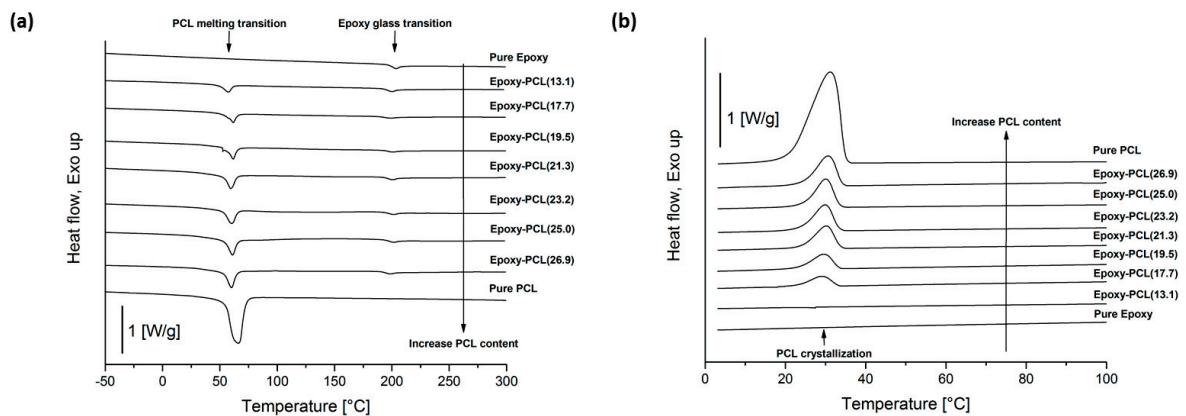 (a)
PCL melting transition
Epoxy glass transition
Pure Epoxy
Epoxy-PCL(13.1)
Epoxy-PCL(17.7)
Epoxy-PCL(19.5)
Epoxy-PCL(21.3)
Epoxy-PCL(23.2)
Epoxy-PCL(25.0)
Epoxy-PCL(26.9)
Pure PCL
Increase PCL content
1 [W/g]
Heat flow, Exo up
-50 0 50 100 150 200 250 300
Temperature [°C]
(b)
1 [W/g]
Increase PCL content
Pure PCL
Epoxy-PCL(26.9)
Epoxy-PCL(25.0)
Epoxy-PCL(23.2)
Epoxy-PCL(21.3)
Epoxy-PCL(19.5)
Epoxy-PCL(17.7)
Epoxy-PCL(13.1)
Pure Epoxy
PCL crystallization
Heat flow, Exo up
0 20 40 60 80 100
Temperature [°C]